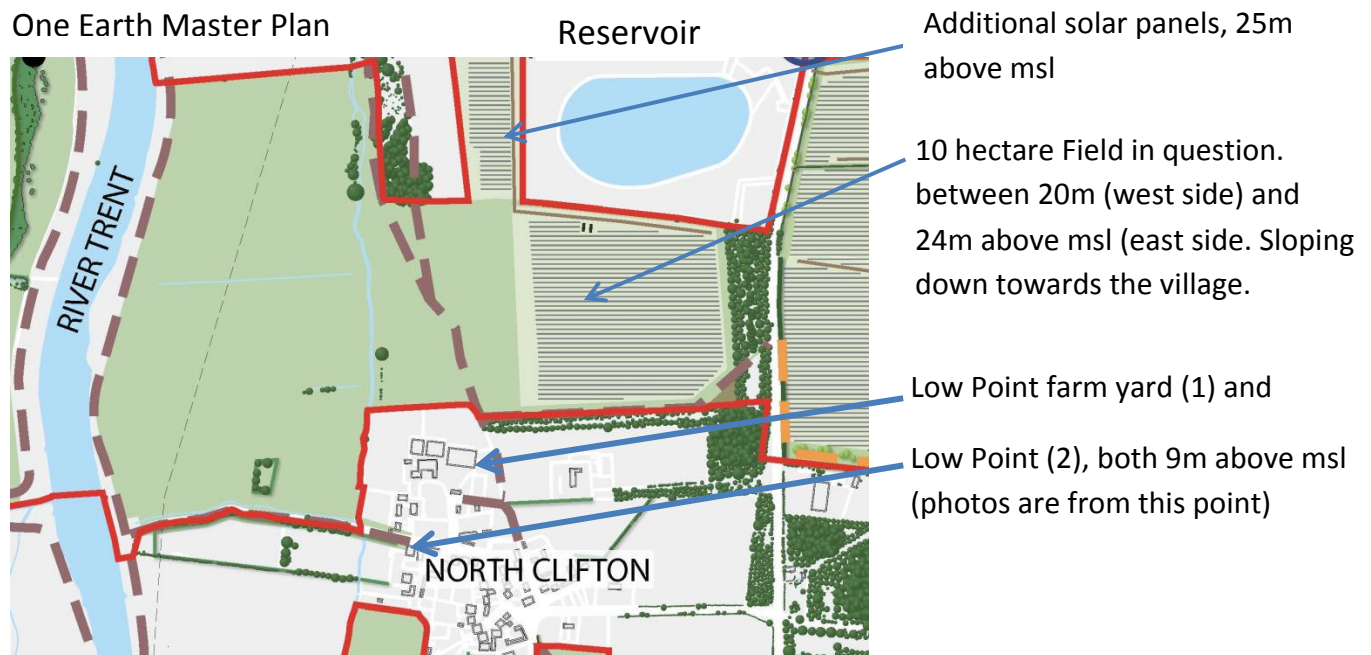 One Earth Master Plan
Reservoir
Additional solar panels, 25m
above msl
10 hectare Field in question.
between 20m (west side) and
24m above msl (east side. Sloping
down towards the village.
RIVER TRENT
Low Point farm yard (1) and
Low Point (2), both 9m above msl
(photos are from this point)
NORTH CLIFTON